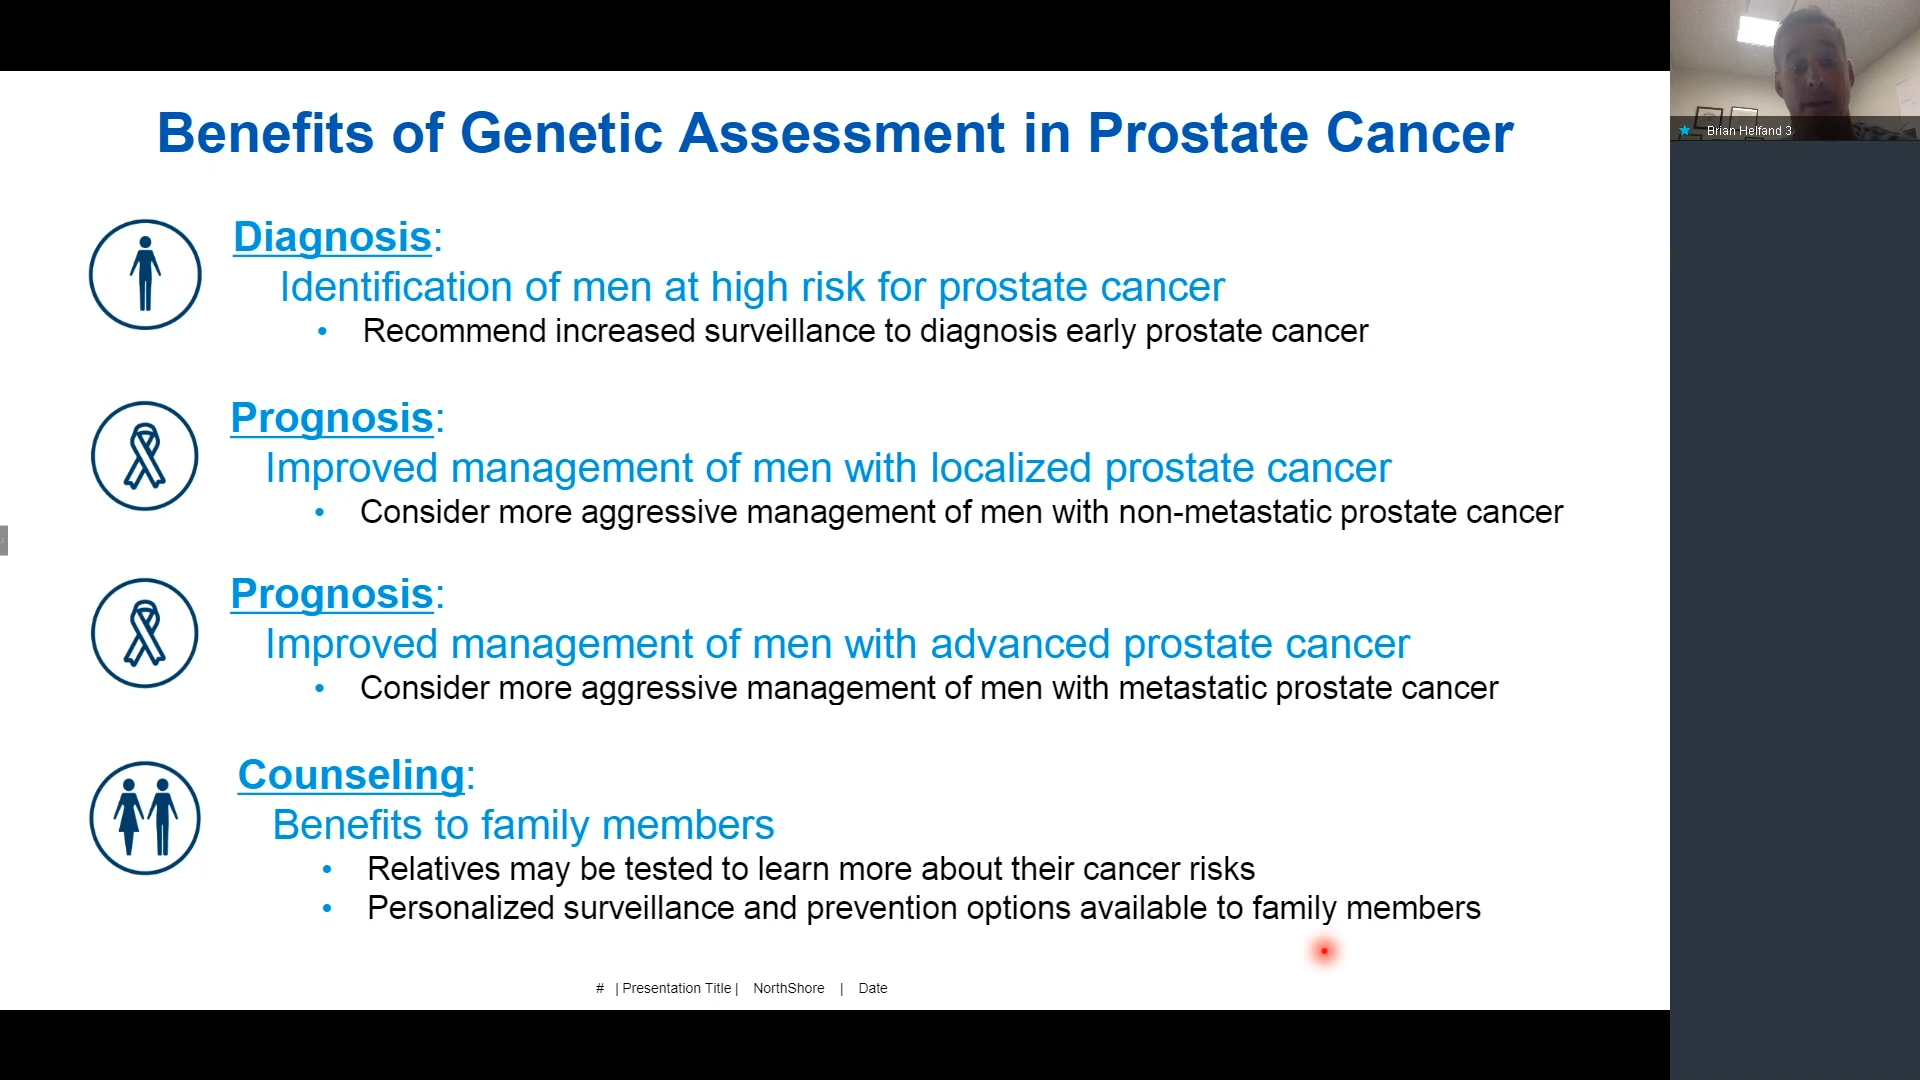 Benefits of Genetic Assessment in Prostate Cancer
Diagnosis:
Identification of men at high risk for prostate cancer
• Recommend increased surveillance to diagnosis early prostate cancer
Prognosis:
Improved management of men with localized prostate cancer
• Consider more aggressive management of men with non-metastatic prostate cancer
Prognosis:
Improved management of men with advanced prostate cancer
• Consider more aggressive management of men with metastatic prostate cancer
Counseling:
Benefits to family members
• Relatives may be tested to learn more about their cancer risks
• Personalized surveillance and prevention options available to family members
# | Presentation Title | NorthShore | Date
Brian Helfand 3